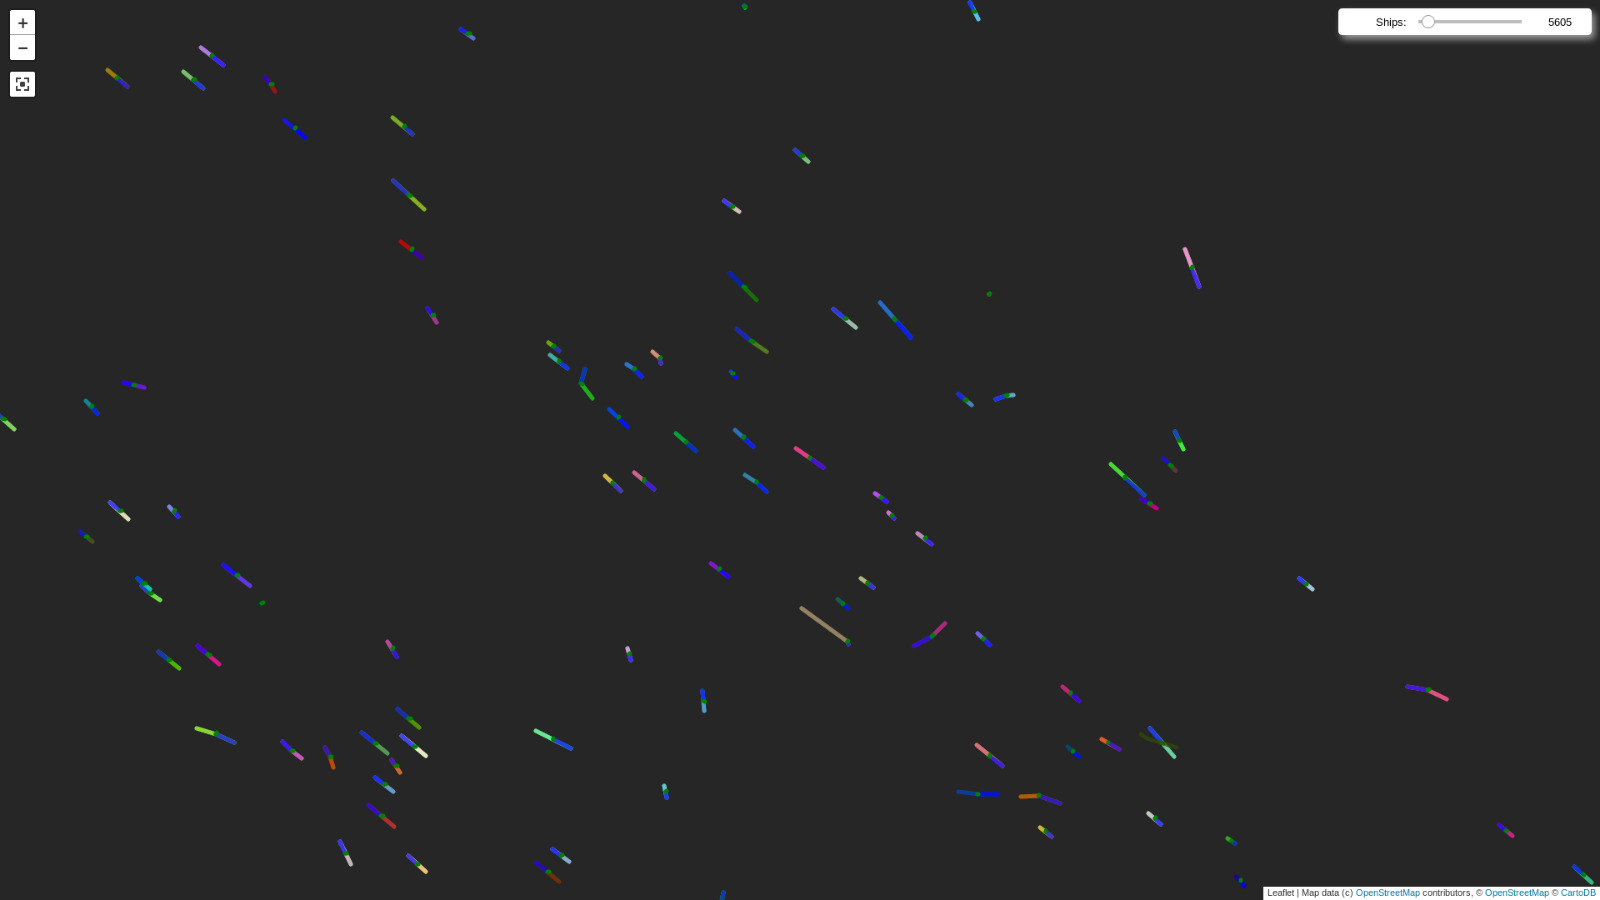 +
Ships: 5605
−
Leaflet | Map data (c) OpenStreetMap contributors, © OpenStreetMap © CartoDB